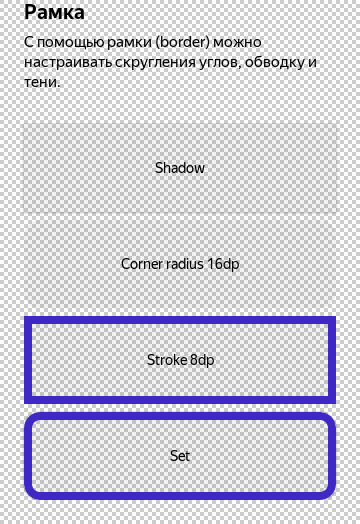 Рамка
С помощью рамки (border) можно
настраивать скругления углов, обводку и
тени.
Shadow
Corner radius 16dp
Stroke 8dp
Set